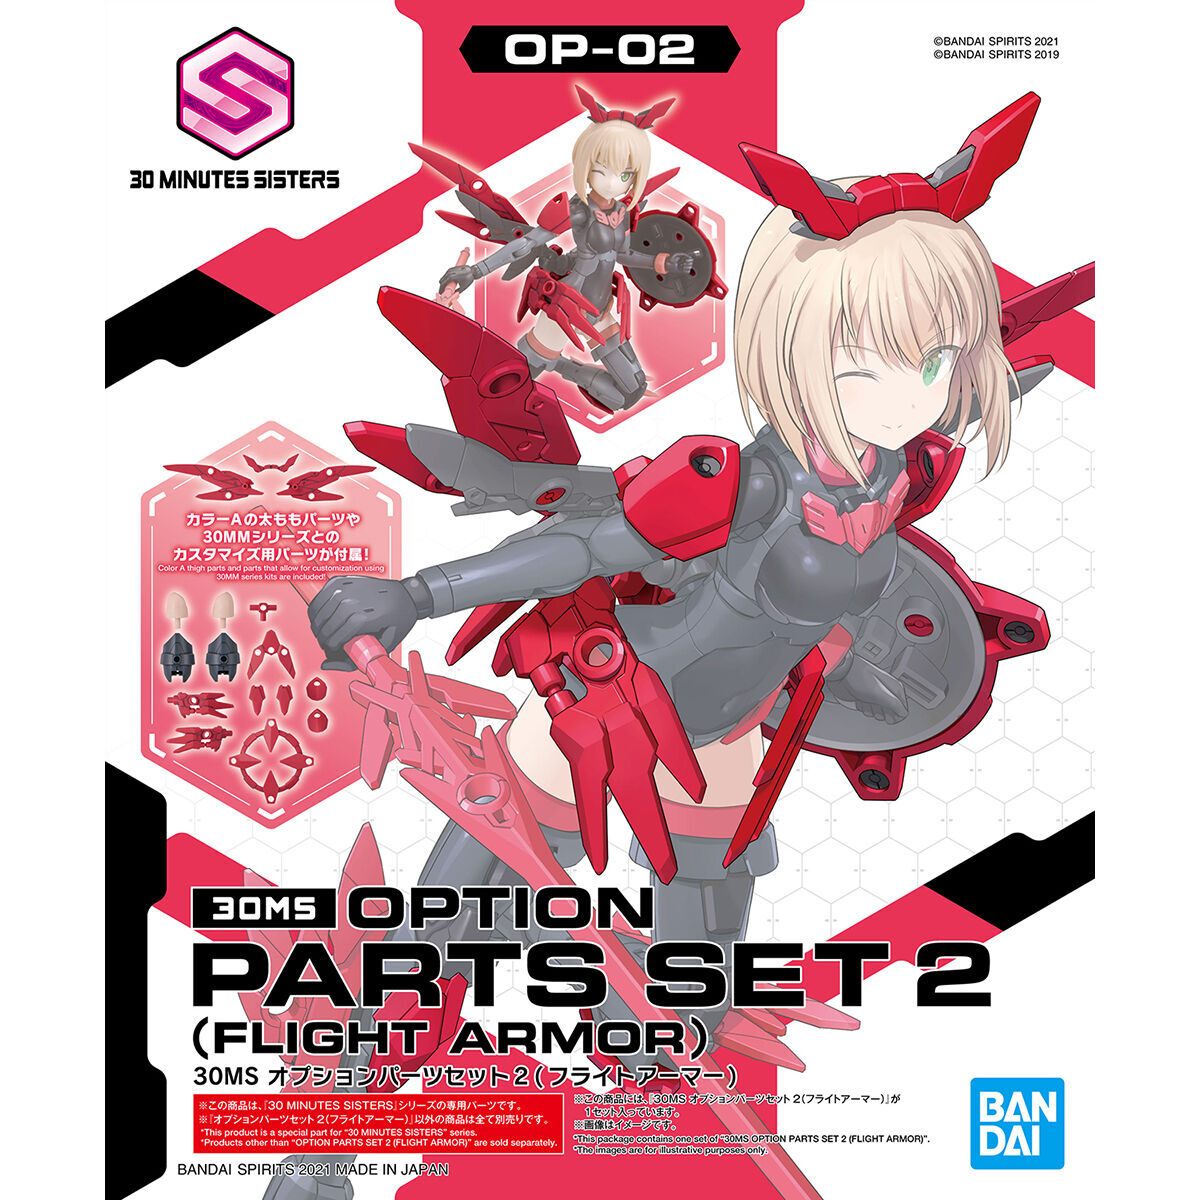 OP-02
©BANDAI SPIRITS 2021
©BANDAI SPIRITS 2019
30 MINUTES SISTERS
カラーAの太ももパーツや
30MMシリーズとの
カスタマイズ用パーツが付属!
Color A thigh parts and parts that allow for customization using
30MM series kits are included!
30MS OPTION
PARTS SET 2
(FLIGHT ARMOR)
30MS オプションパーツセット2(フライトアーマー)
※この商品は、『30 MINUTES SISTERS』シリーズの専用パーツです。
※『オプションパーツセット2(フライトアーマー)』以外の商品は全て別売りです。
*This product is a special part for "30 MINUTES SISTERS" series.
*Products other than "OPTION PARTS SET 2 (FLIGHT ARMOR)" are sold separately.
※この商品には、『30MS オプションパーツセット2(フライトアーマー)』が
1セット入っています。
※画像はイメージです。
*This package contains one set of "30MS OPTION PARTS SET 2 (FLIGHT ARMOR)".
*The images are for illustrative purposes only.
BAN
DAI
BANDAI SPIRITS 2021 MADE IN JAPAN